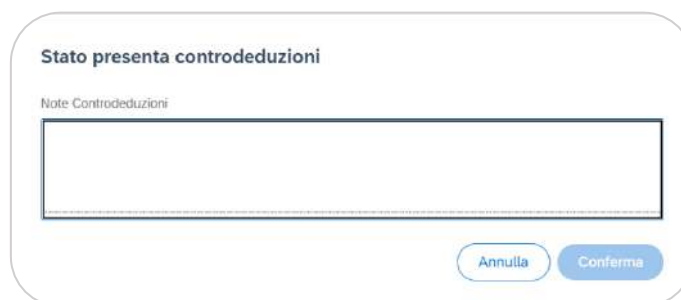 Stato presenta controdeduzioni
Note Controdeduzioni
Annulla
Conferma